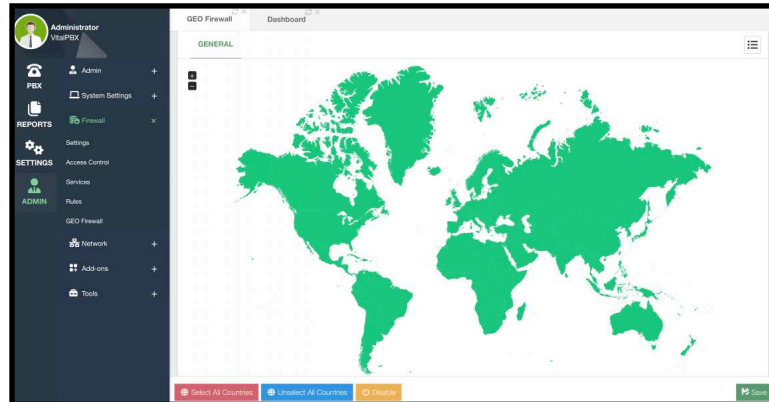 Administrator
VitalPBX
PBX
REPORTS
SETTINGS
ADMIN
Admin
System Settings
Firewall
Settings
Access Control
Services
Rules
GEO Firewall
Network
Add-ons
Tools
GEO Firewall
Dashboard
GENERAL
Select All Countries
Unselect All Countries
Disable
Save